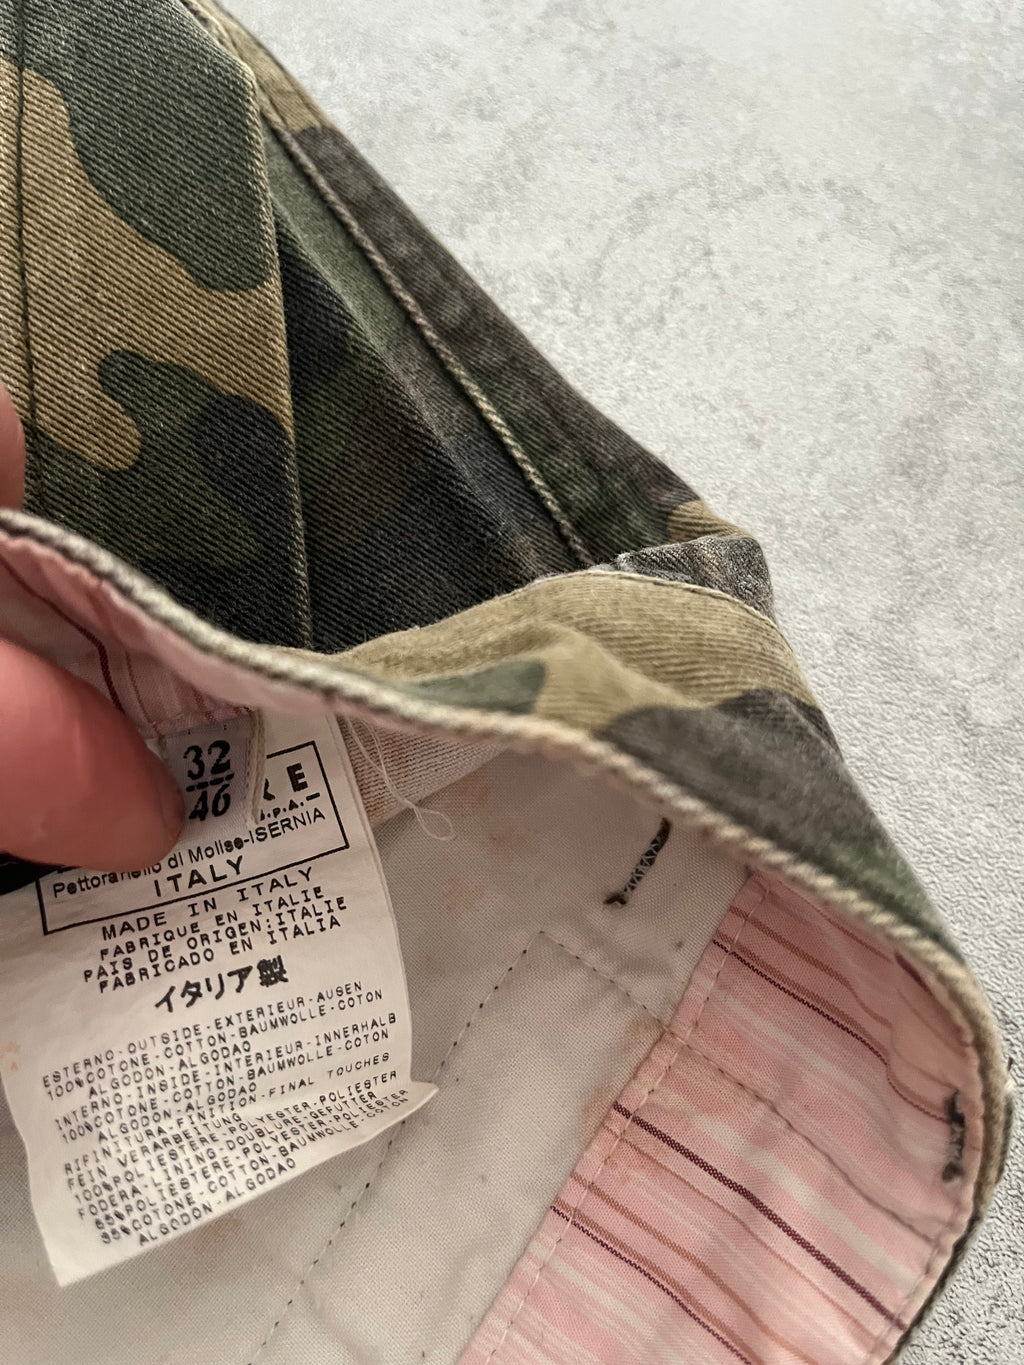 32
46
R E
.P.A.
Pettoranello di Molise-ISERNIA
ITALY
MADE IN ITALY
FABRIQUE EN ITALIE
PAIS DE ORIGEN:ITALIE
FABRICADO EN ITALIA
イタリア製
ESTERNO-OUTSIDE-EXTERIEUR-AUSEN
100%COTONE-COTTON-BAUMWOLLE-COTON
ALGODON-ALGODAO
INTERNO-INSIDE-INTERIEUR-INNERHALB
100%COTONE-COTTON-BAUMWOLLE-COTON
ALGODON-ALGODAO
RIFINITURA-FINITION-FINAL TOUCHES
FEIN VERARBEITUNG
100%POLIESTERE-POLYESTER-POLIESTER
FODERA-LINING-DOUBLURE-GEFUTTER
65%POLIESTERE-POLYESTER-POLIESTER
35%COTONE-COTTON-BAUMWOLLE-COTON
ALGODON-ALGODAO